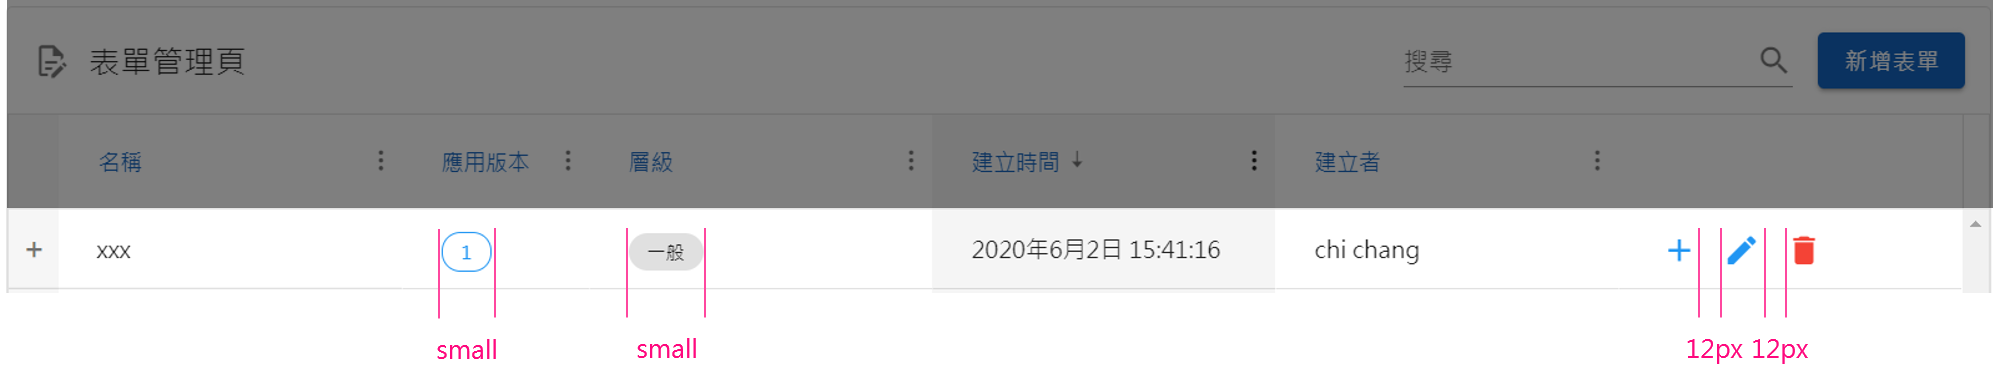 表單管理頁 搜尋 新增表單
名稱 應用版本 層級 建立時間 建立者
xxx 1 一般 2020年6月2日 15:41:16 chi chang
small small 12px 12px